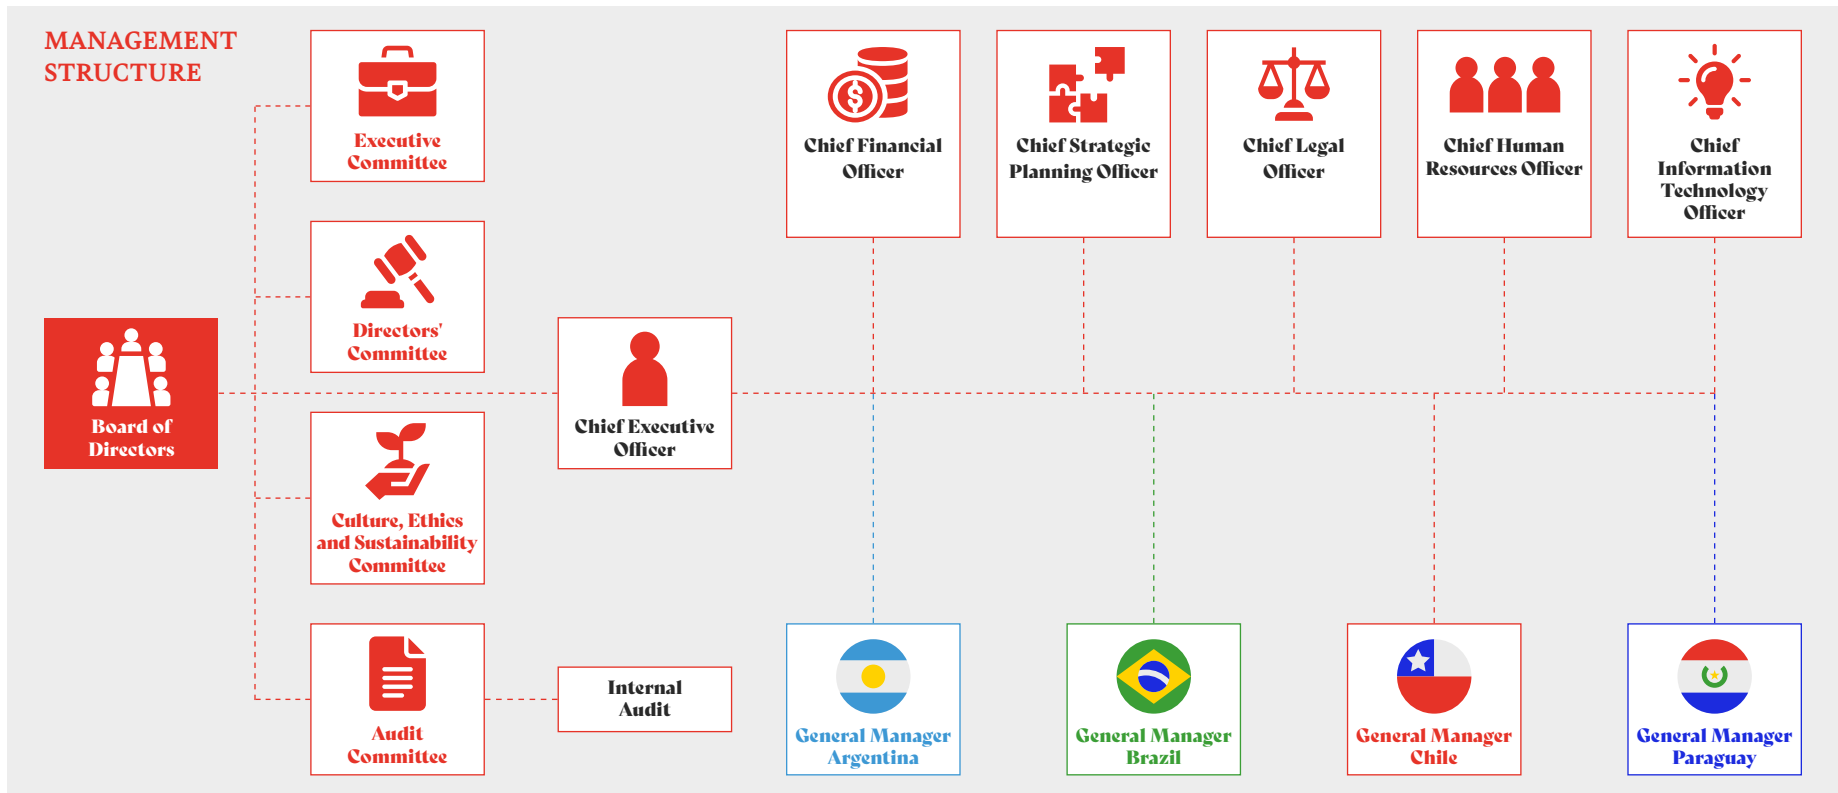 MANAGEMENT
STRUCTURE
Executive
Committee
Directors'
Committee
Board of
Directors
Culture, Ethics
and Sustainability
Committee
Audit
Committee
Chief Executive
Officer
Internal
Audit
Chief Financial
Officer
Chief Strategic
Planning Officer
Chief Legal
Officer
Chief Human
Resources Officer
Chief
Information
Technology
Officer
General Manager
Argentina
General Manager
Brazil
General Manager
Chile
General Manager
Paraguay